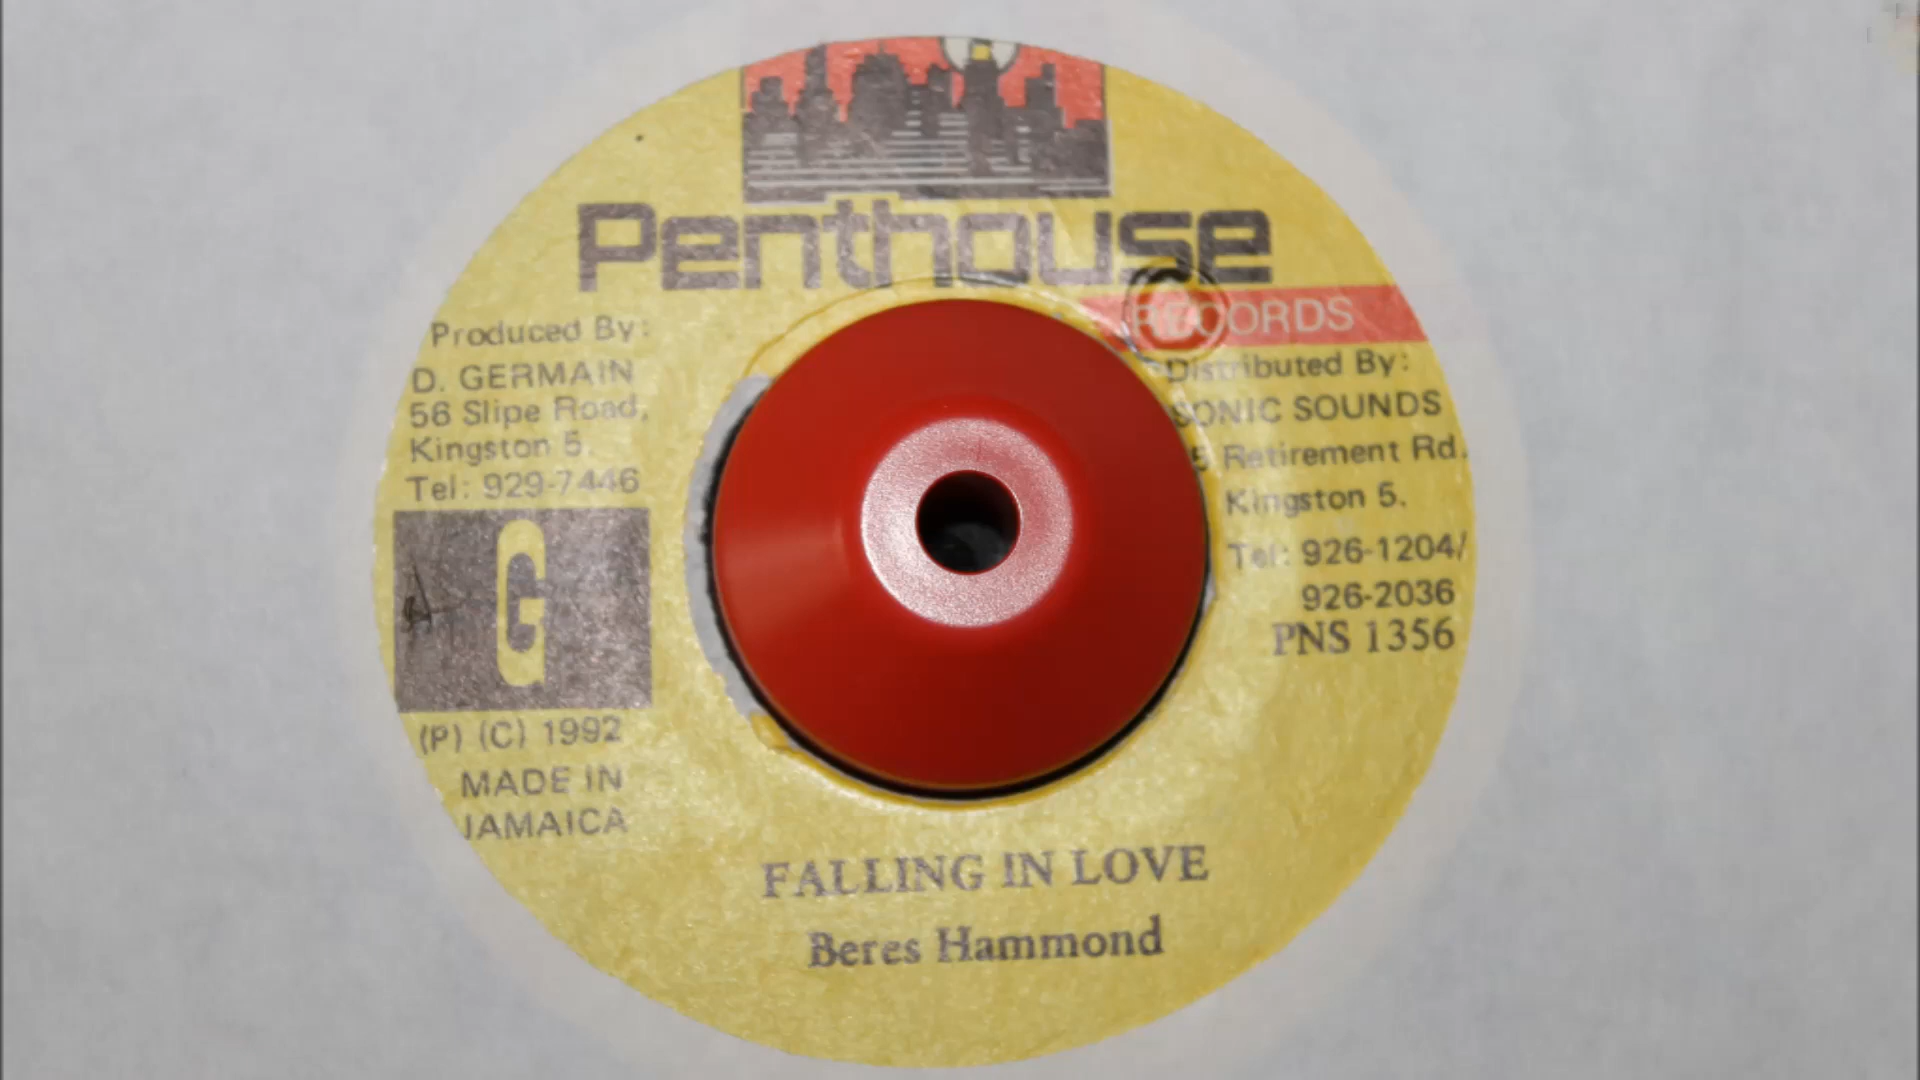 Penthouse
RECORDS
Produced By:
D. GERMAIN
56 Slipe Road,
Kingston 5.
Tel: 929-7446
G
(P) (C) 1992
MADE IN
JAMAICA
Distributed By:
SONIC SOUNDS
5 Retirement Rd.
Kingston 5.
Tel: 926-1204/
926-2036
PNS 1356
FALLING IN LOVE
Beres Hammond